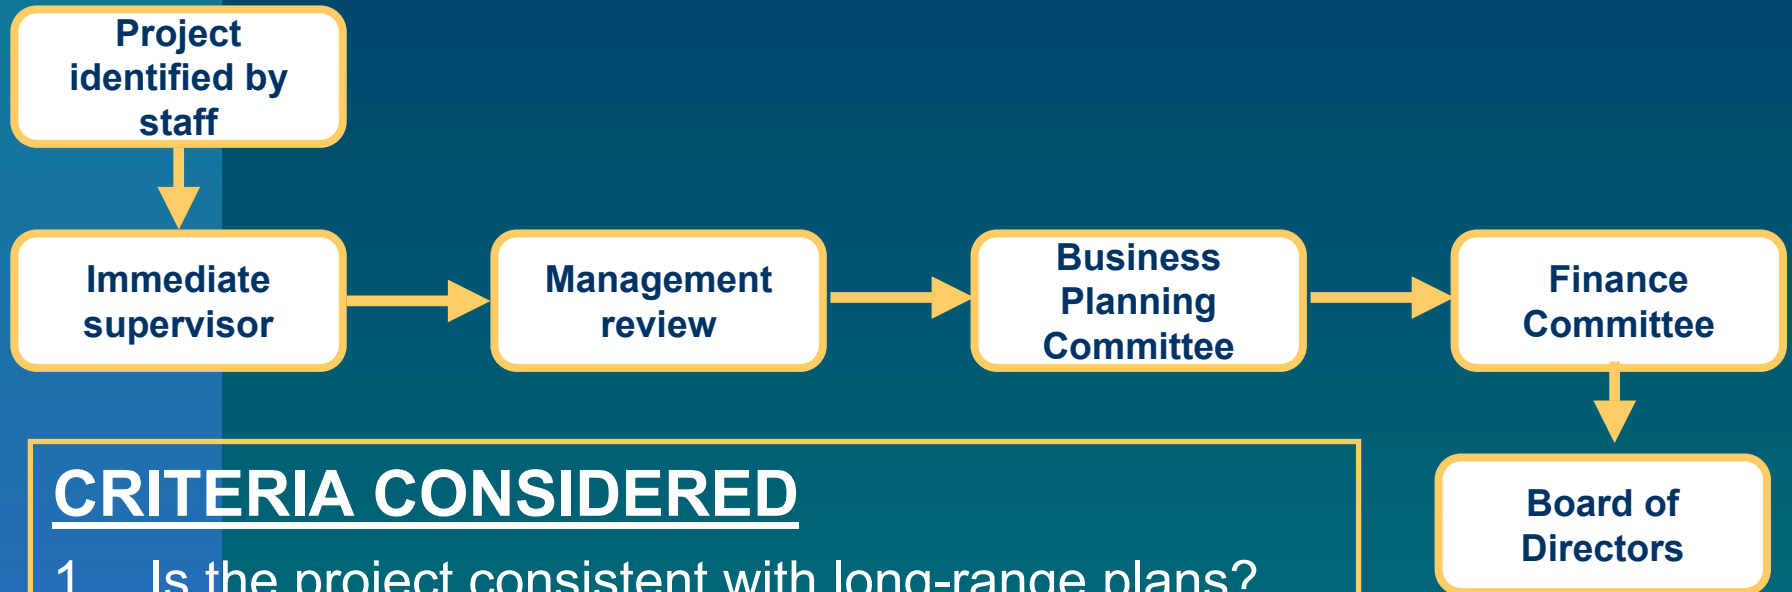 Project
identified by
staff
Immediate
supervisor
Management
review
Business
Planning
Committee
Finance
Committee
Board of
Directors
CRITERIA CONSIDERED
1. Is the project consistent with long-range plans?